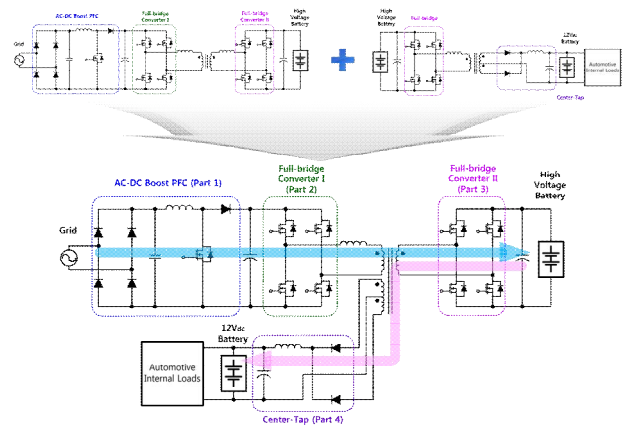 AC-DC Boost PFC
Full-bridge
Converter I
Full-bridge
Converter II
High
Voltage
Battery
Grid
High
Voltage
Battery
Full-bridge
12Vdc
Battery
Automotive
Internal Loads
Center-Tap
AC-DC Boost PFC (Part 1)
Full-bridge
Converter I
(Part 2)
Full-bridge
Converter II
(Part 3)
High
Voltage
Battery
Grid
12Vdc
Battery
Automotive
Internal Loads
Center-Tap (Part 4)